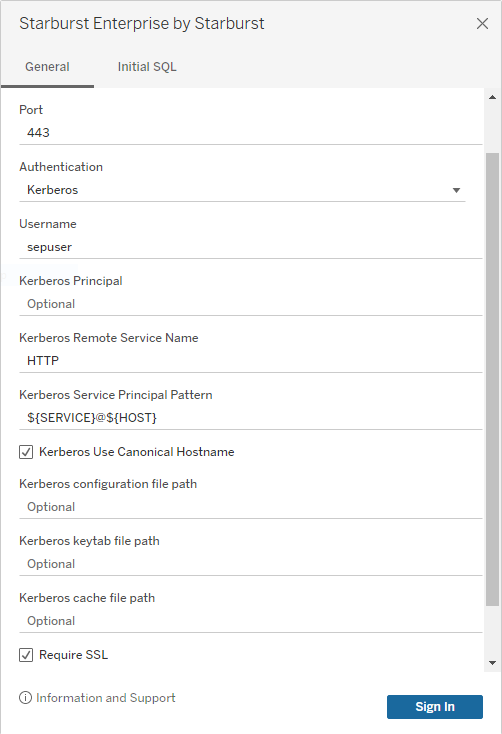 Starburst Enterprise by Starburst
General
Initial SQL
Port
443
Authentication
Kerberos
Username
sepuser
Kerberos Principal
Optional
Kerberos Remote Service Name
HTTP
Kerberos Service Principal Pattern
${SERVICE}@${HOST}
Kerberos Use Canonical Hostname
Kerberos configuration file path
Optional
Kerberos keytab file path
Optional
Kerberos cache file path
Optional
Require SSL
Information and Support
Sign In